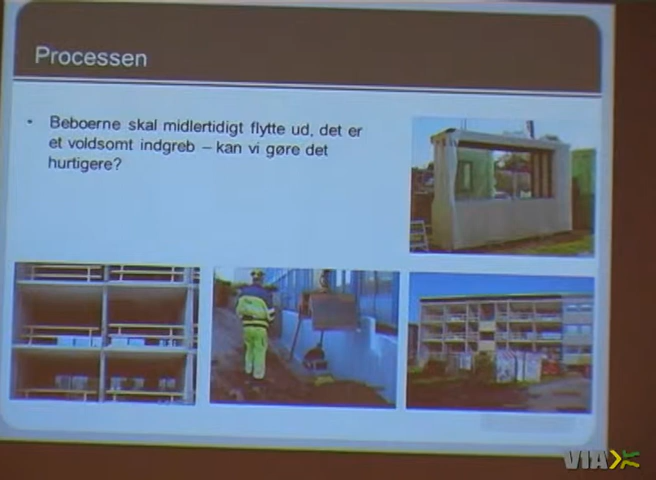 Processen
• Beboerne skal midlertidigt flytte ud, det er
et voldsomt indgreb – kan vi gøre det
hurtigere?
VIA